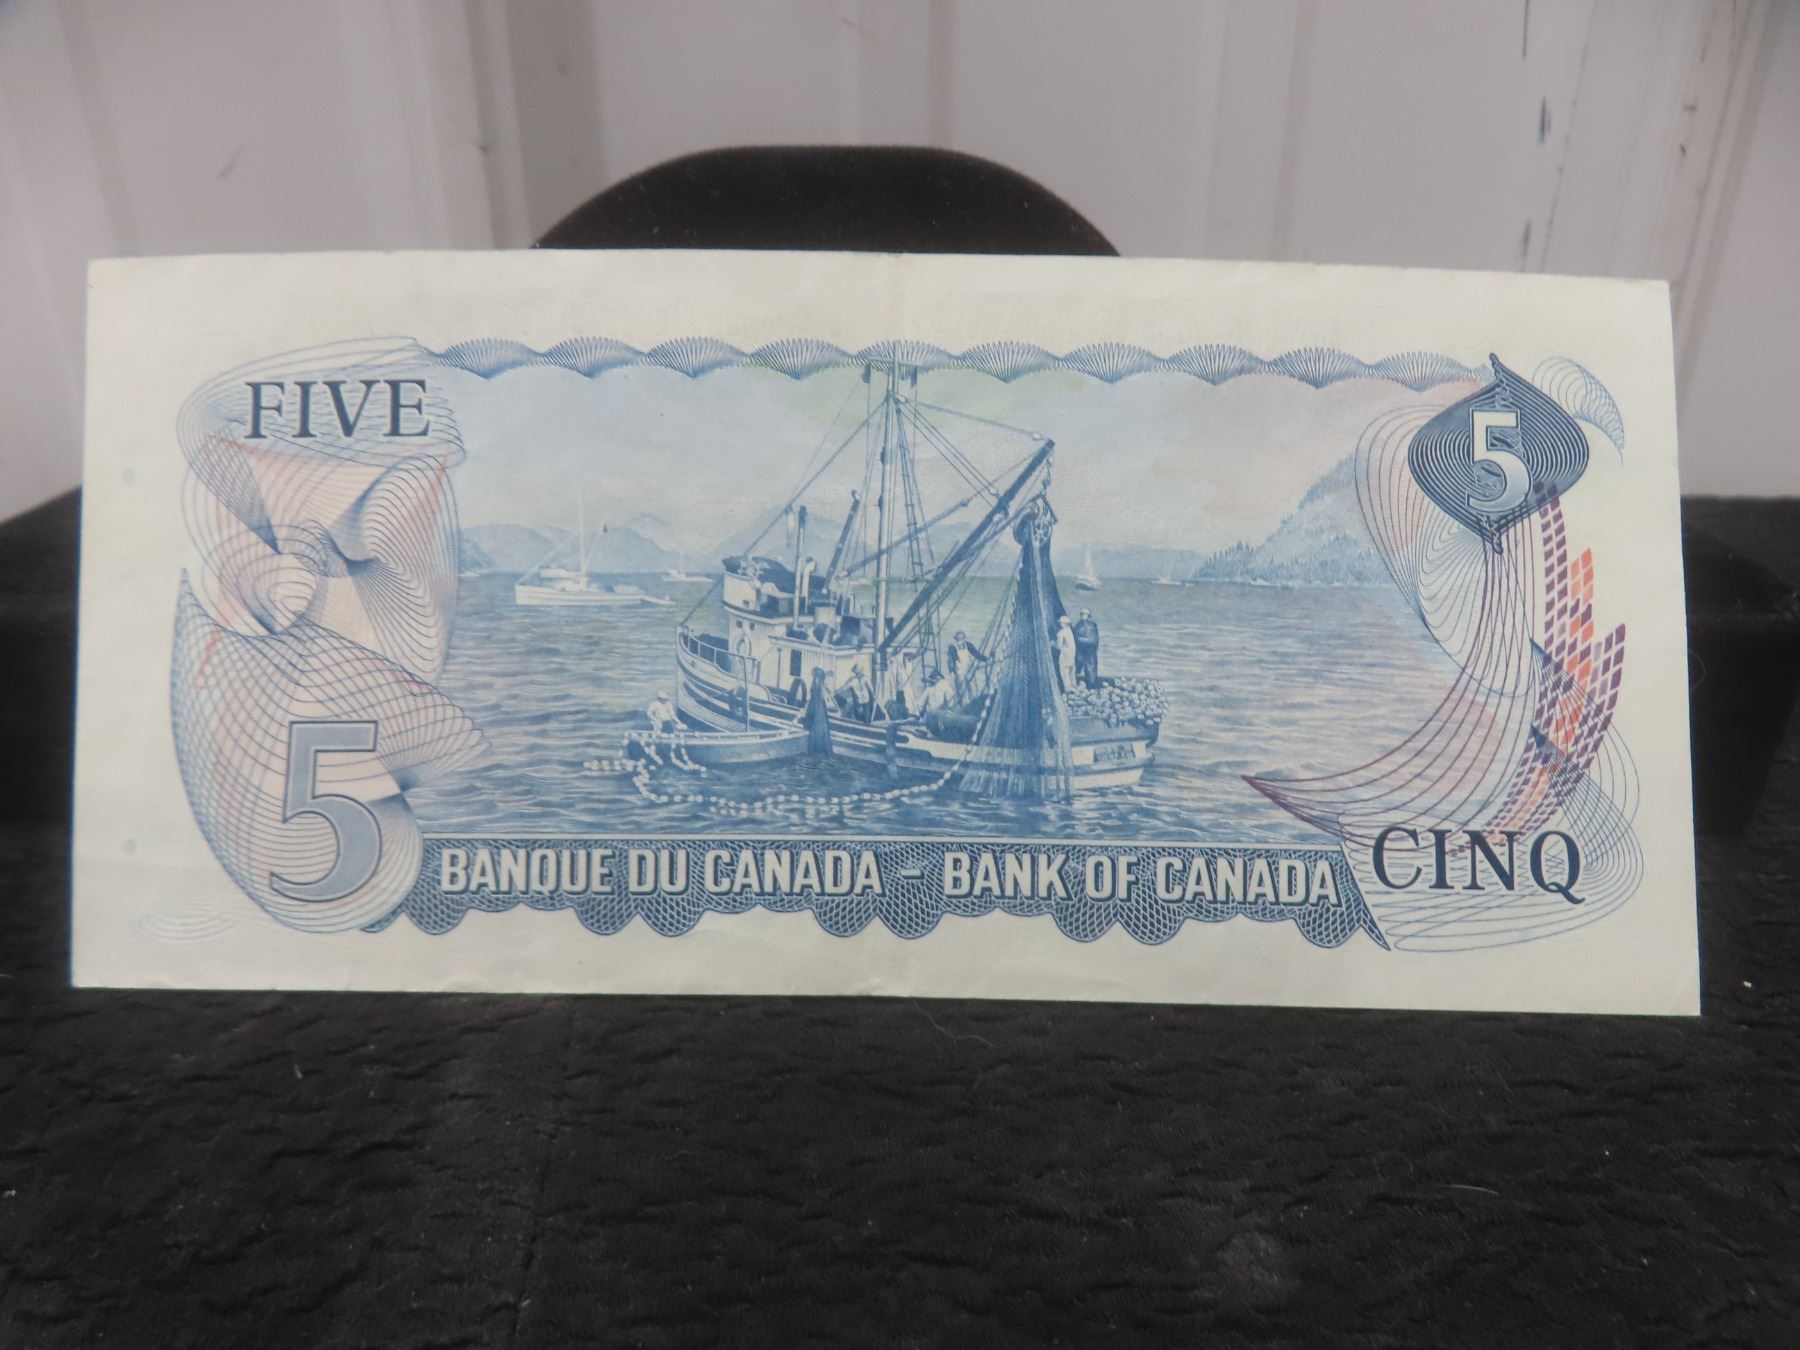 FIVE
5
5
BANQUE DU CANADA - BANK OF CANADA
CINQ